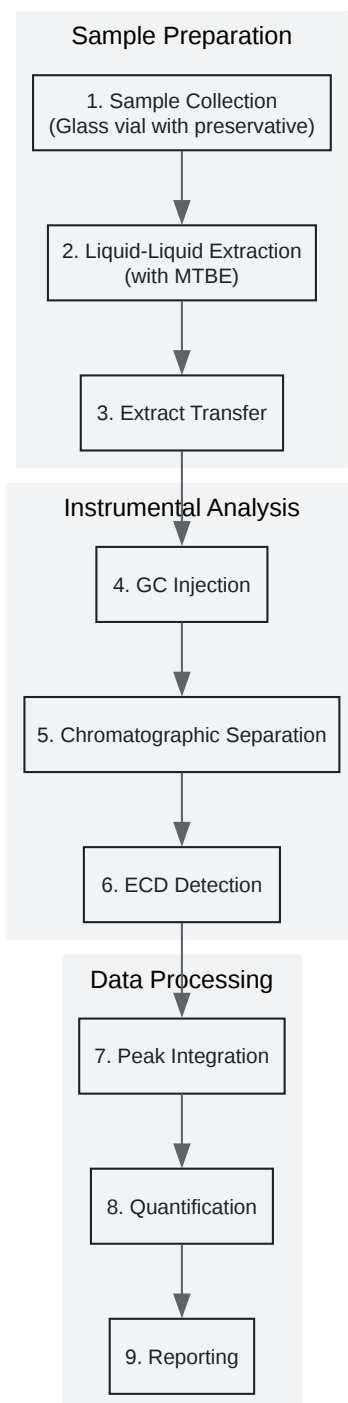 Sample Preparation
1. Sample Collection
(Glass vial with preservative)
2. Liquid-Liquid Extraction
(with MTBE)
3. Extract Transfer
Instrumental Analysis
4. GC Injection
5. Chromatographic Separation
6. ECD Detection
Data Processing
7. Peak Integration
8. Quantification
9. Reporting